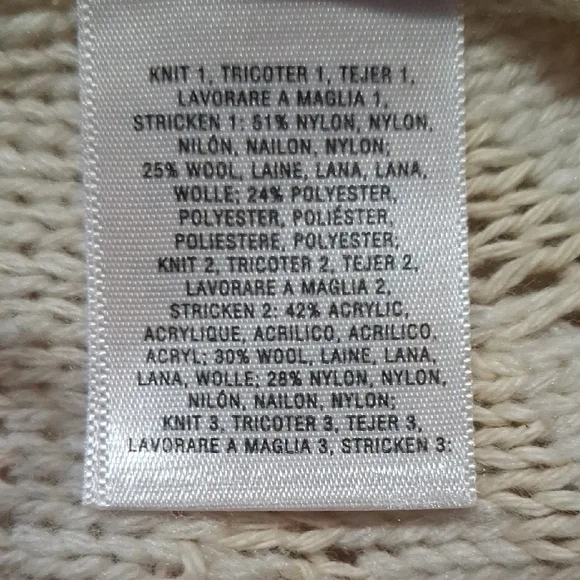 KNIT 1, TRICOTER 1, TEJER 1,
LAVORARE A MAGLIA 1,
STRICKEN 1: 51% NYLON, NYLON,
NILÓN, NAILON, NYLON;
25% WOOL, LAINE, LANA, LANA,
WOLLE; 24% POLYESTER,
POLYESTER, POLIÉSTER,
POLIESTERE, POLYESTER;
KNIT 2, TRICOTER 2, TEJER 2,
LAVORARE A MAGLIA 2,
STRICKEN 2: 42% ACRYLIC,
ACRYLIQUE, ACRILICO, ACRILICO,
ACRYL; 30% WOOL, LAINE, LANA,
LANA, WOLLE; 28% NYLON, NYLON,
NILÓN, NAILON, NYLON;
KNIT 3, TRICOTER 3, TEJER 3,
LAVORARE A MAGLIA 3, STRICKEN 3: